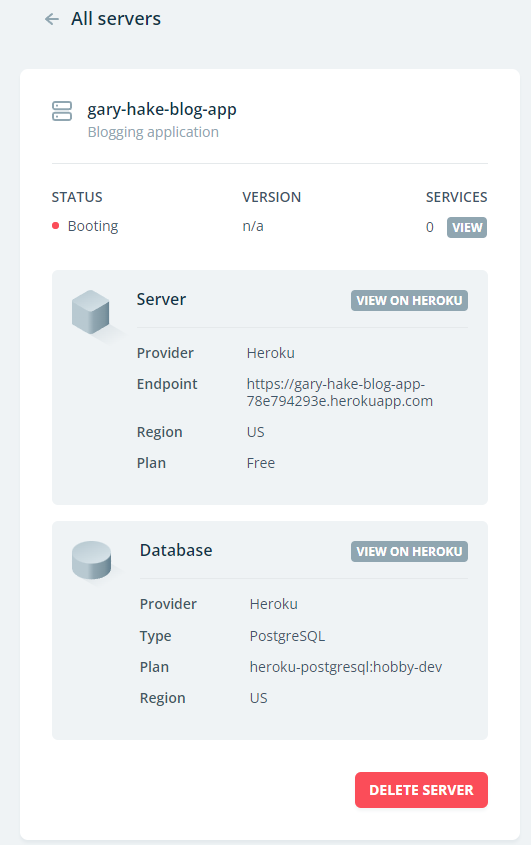 All servers
gary-hake-blog-app
Blogging application
STATUS VERSION SERVICES
Booting n/a 0 VIEW
Server VIEW ON HEROKU
Provider Heroku
Endpoint https://gary-hake-blog-app-
78e794293e.herokuapp.com
Region US
Plan Free
Database VIEW ON HEROKU
Provider Heroku
Type PostgreSQL
Plan heroku-postgresql:hobby-dev
Region US
DELETE SERVER